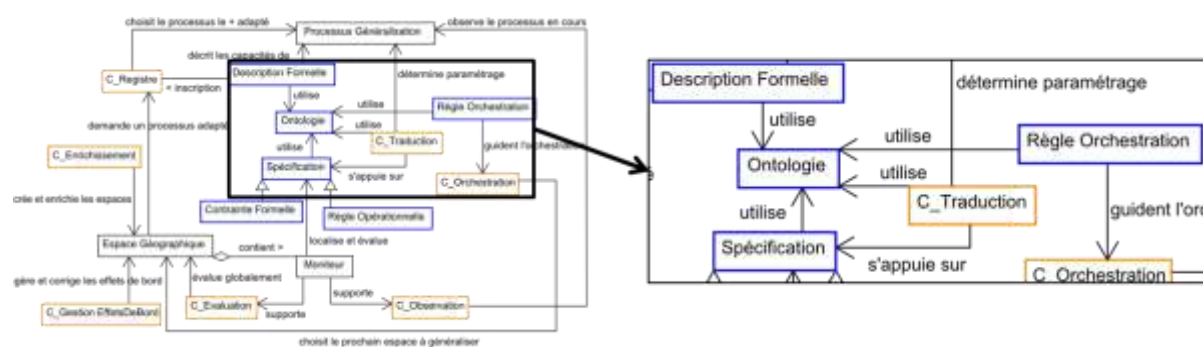 choisit le processus le + adapté
observe le processus en cours
Processus Généralisation
décrit les capacités de
C_Registre
Description Formelle
détermine paramétrage
< inscription
utilise
utilise
Règle Orchestration
Ontologie
demande un processus adapté
utilise
C_Traduction
utilise
guident l'orchestra
C_Enrichissement
Spécification
s'appuie sur
C_Orchestration
crée et enrichie les espaces
Contrainte Formelle
Règle Opérationnelle
Espace Géographique
contient >
localise et évalue
Moniteur
gère et corrige les effets de bord
évalue globalement
supporte
C_Gestion EffetsDeBord
C_Evaluation
supporte
C_Observation
choisit le prochain espace à généraliser
Description Formelle
détermine paramétrage
utilise
utilise
Règle Orchestration
Ontologie
utilise
C_Traduction
utilise
guident l'orc
Spécification
s'appuie sur
C_Orchestration